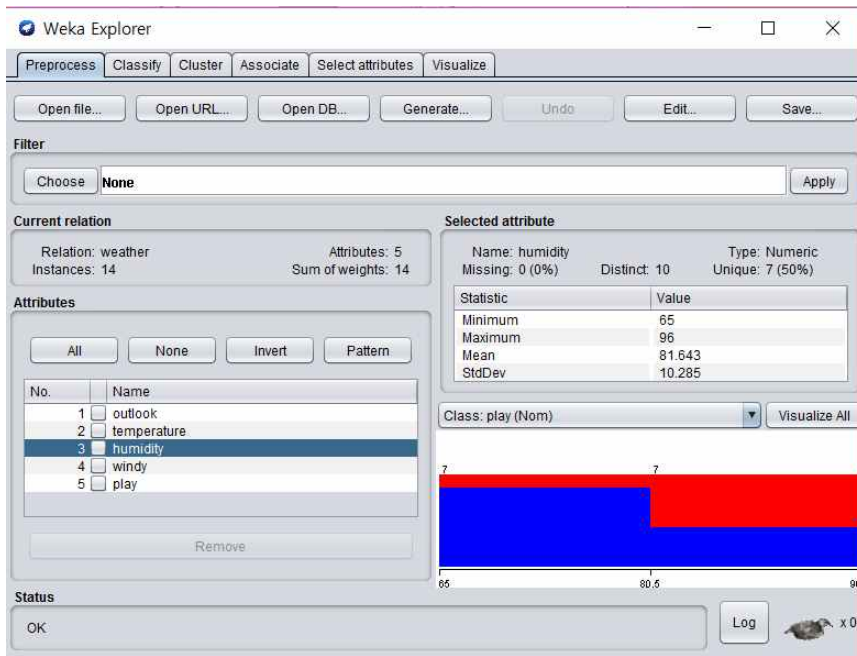 Weka Explorer
Preprocess Classify Cluster Associate Select attributes Visualize
Open file... Open URL... Open DB... Generate... Undo Edit... Save...
Filter
Choose None Apply
Current relation
Relation: weather Attributes: 5
Instances: 14 Sum of weights: 14
Attributes
All None Invert Pattern
No. Name
1 outlook
2 temperature
3 humidity
4 windy
5 play
Remove
Selected attribute
Name: humidity Type: Numeric
Missing: 0 (0%) Distinct: 10 Unique: 7 (50%)
Statistic Value
Minimum 65
Maximum 96
Mean 81.643
StdDev 10.285
Class: play (Nom) Visualize All
7 7
65 80.5
Status
OK
Log x 0